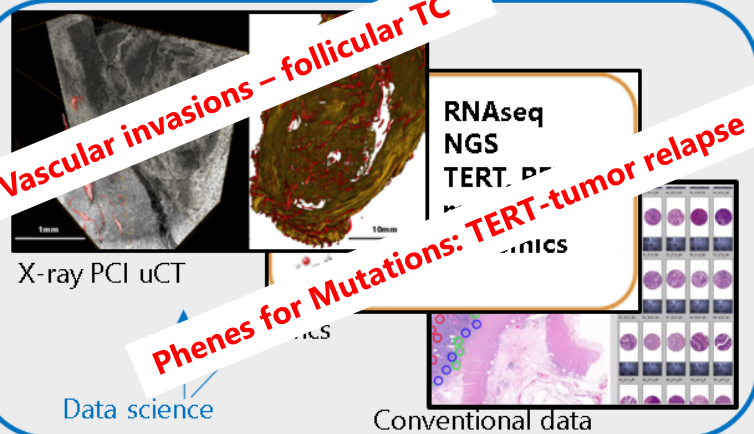 Vascular invasions – follicular TC
RNAseq
NGS
TERT,
1mm
10mm
Phenes for Mutations: TERT-tumor relapse
X-ray PCI uCT
Data science
Conventional data